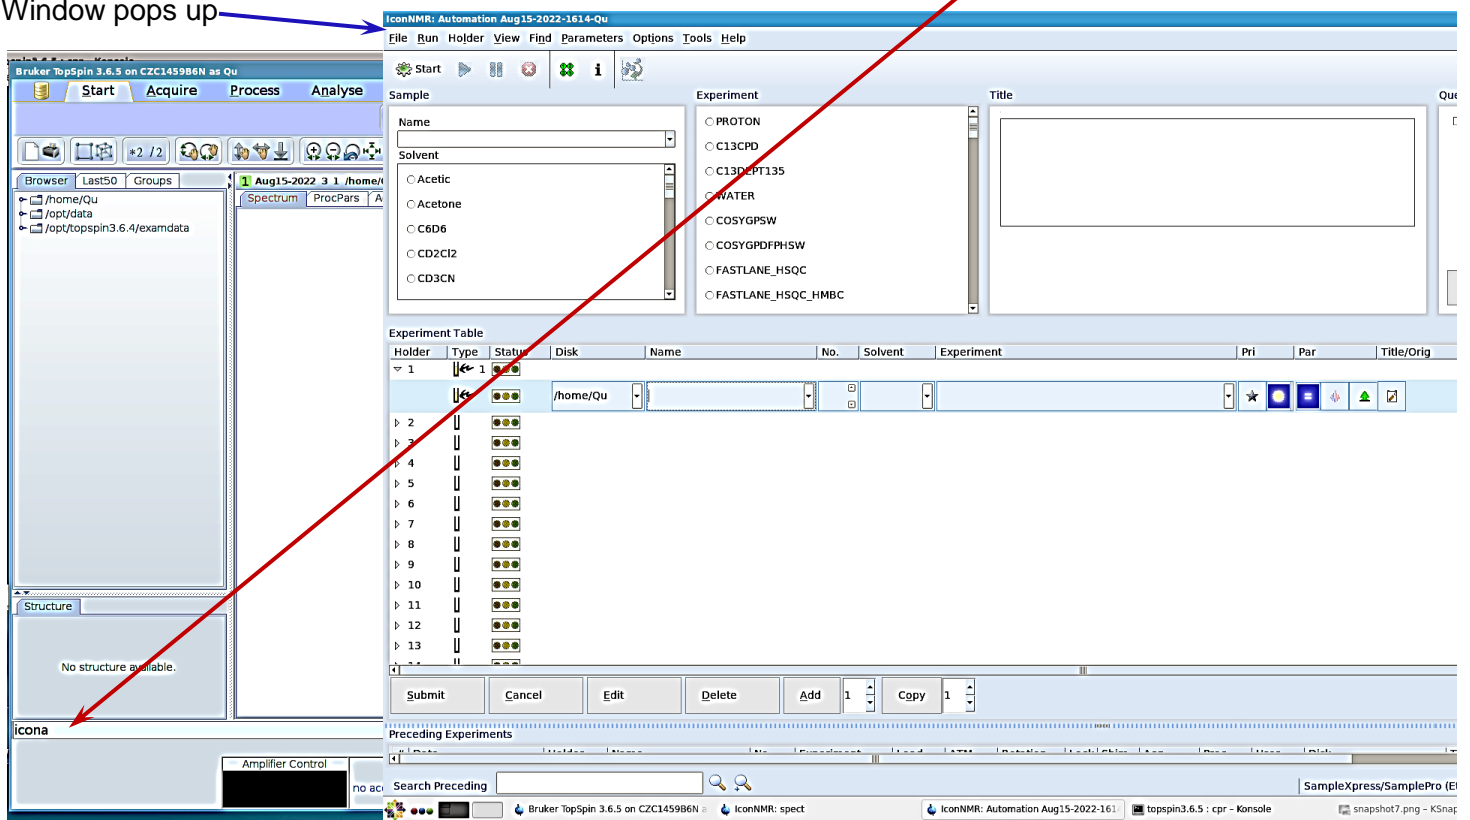 Window pops up
IconNMR: Automation Aug15-2022-1614-Qu
File Run Holder View Find Parameters Options Tools Help
Start
Sample
Name
Solvent
Acetic
Acetone
C6D6
CD2Cl2
CD3CN
Experiment
PROTON
C13CPD
C13DEPT135
WATER
COSYGPSW
COSYGPDFPHSW
FASTLANE_HSQC
FASTLANE_HSQC_HMBC
Title
Experiment Table
Holder Type Status Disk Name No. Solvent Experiment Pri Par Title/Orig
1 1
/home/Qu
2
3
4
5
6
7
8
9
10
11
12
13
Submit Cancel Edit Delete Add 1 Copy 1
Preceding Experiments
Search Preceding
SampleXpress/SamplePro
Bruker TopSpin 3.6.5 on CZC1459B6N as Qu
Start Acquire Process Analyse
*2 /2
Browser Last50 Groups
/home/Qu
/opt/data
/opt/topspin3.6.4/examdata
1 Aug15-2022 3 1
Spectrum ProcPars
Structure
No structure available.
icona
Amplifier Control
no
Bruker TopSpin 3.6.5 on CZC1459B6N IconNMR: spect IconNMR: Automation Aug15-2022-161 topspin3.6.5 : cpr - Konsole snapshot7.png - KSnap